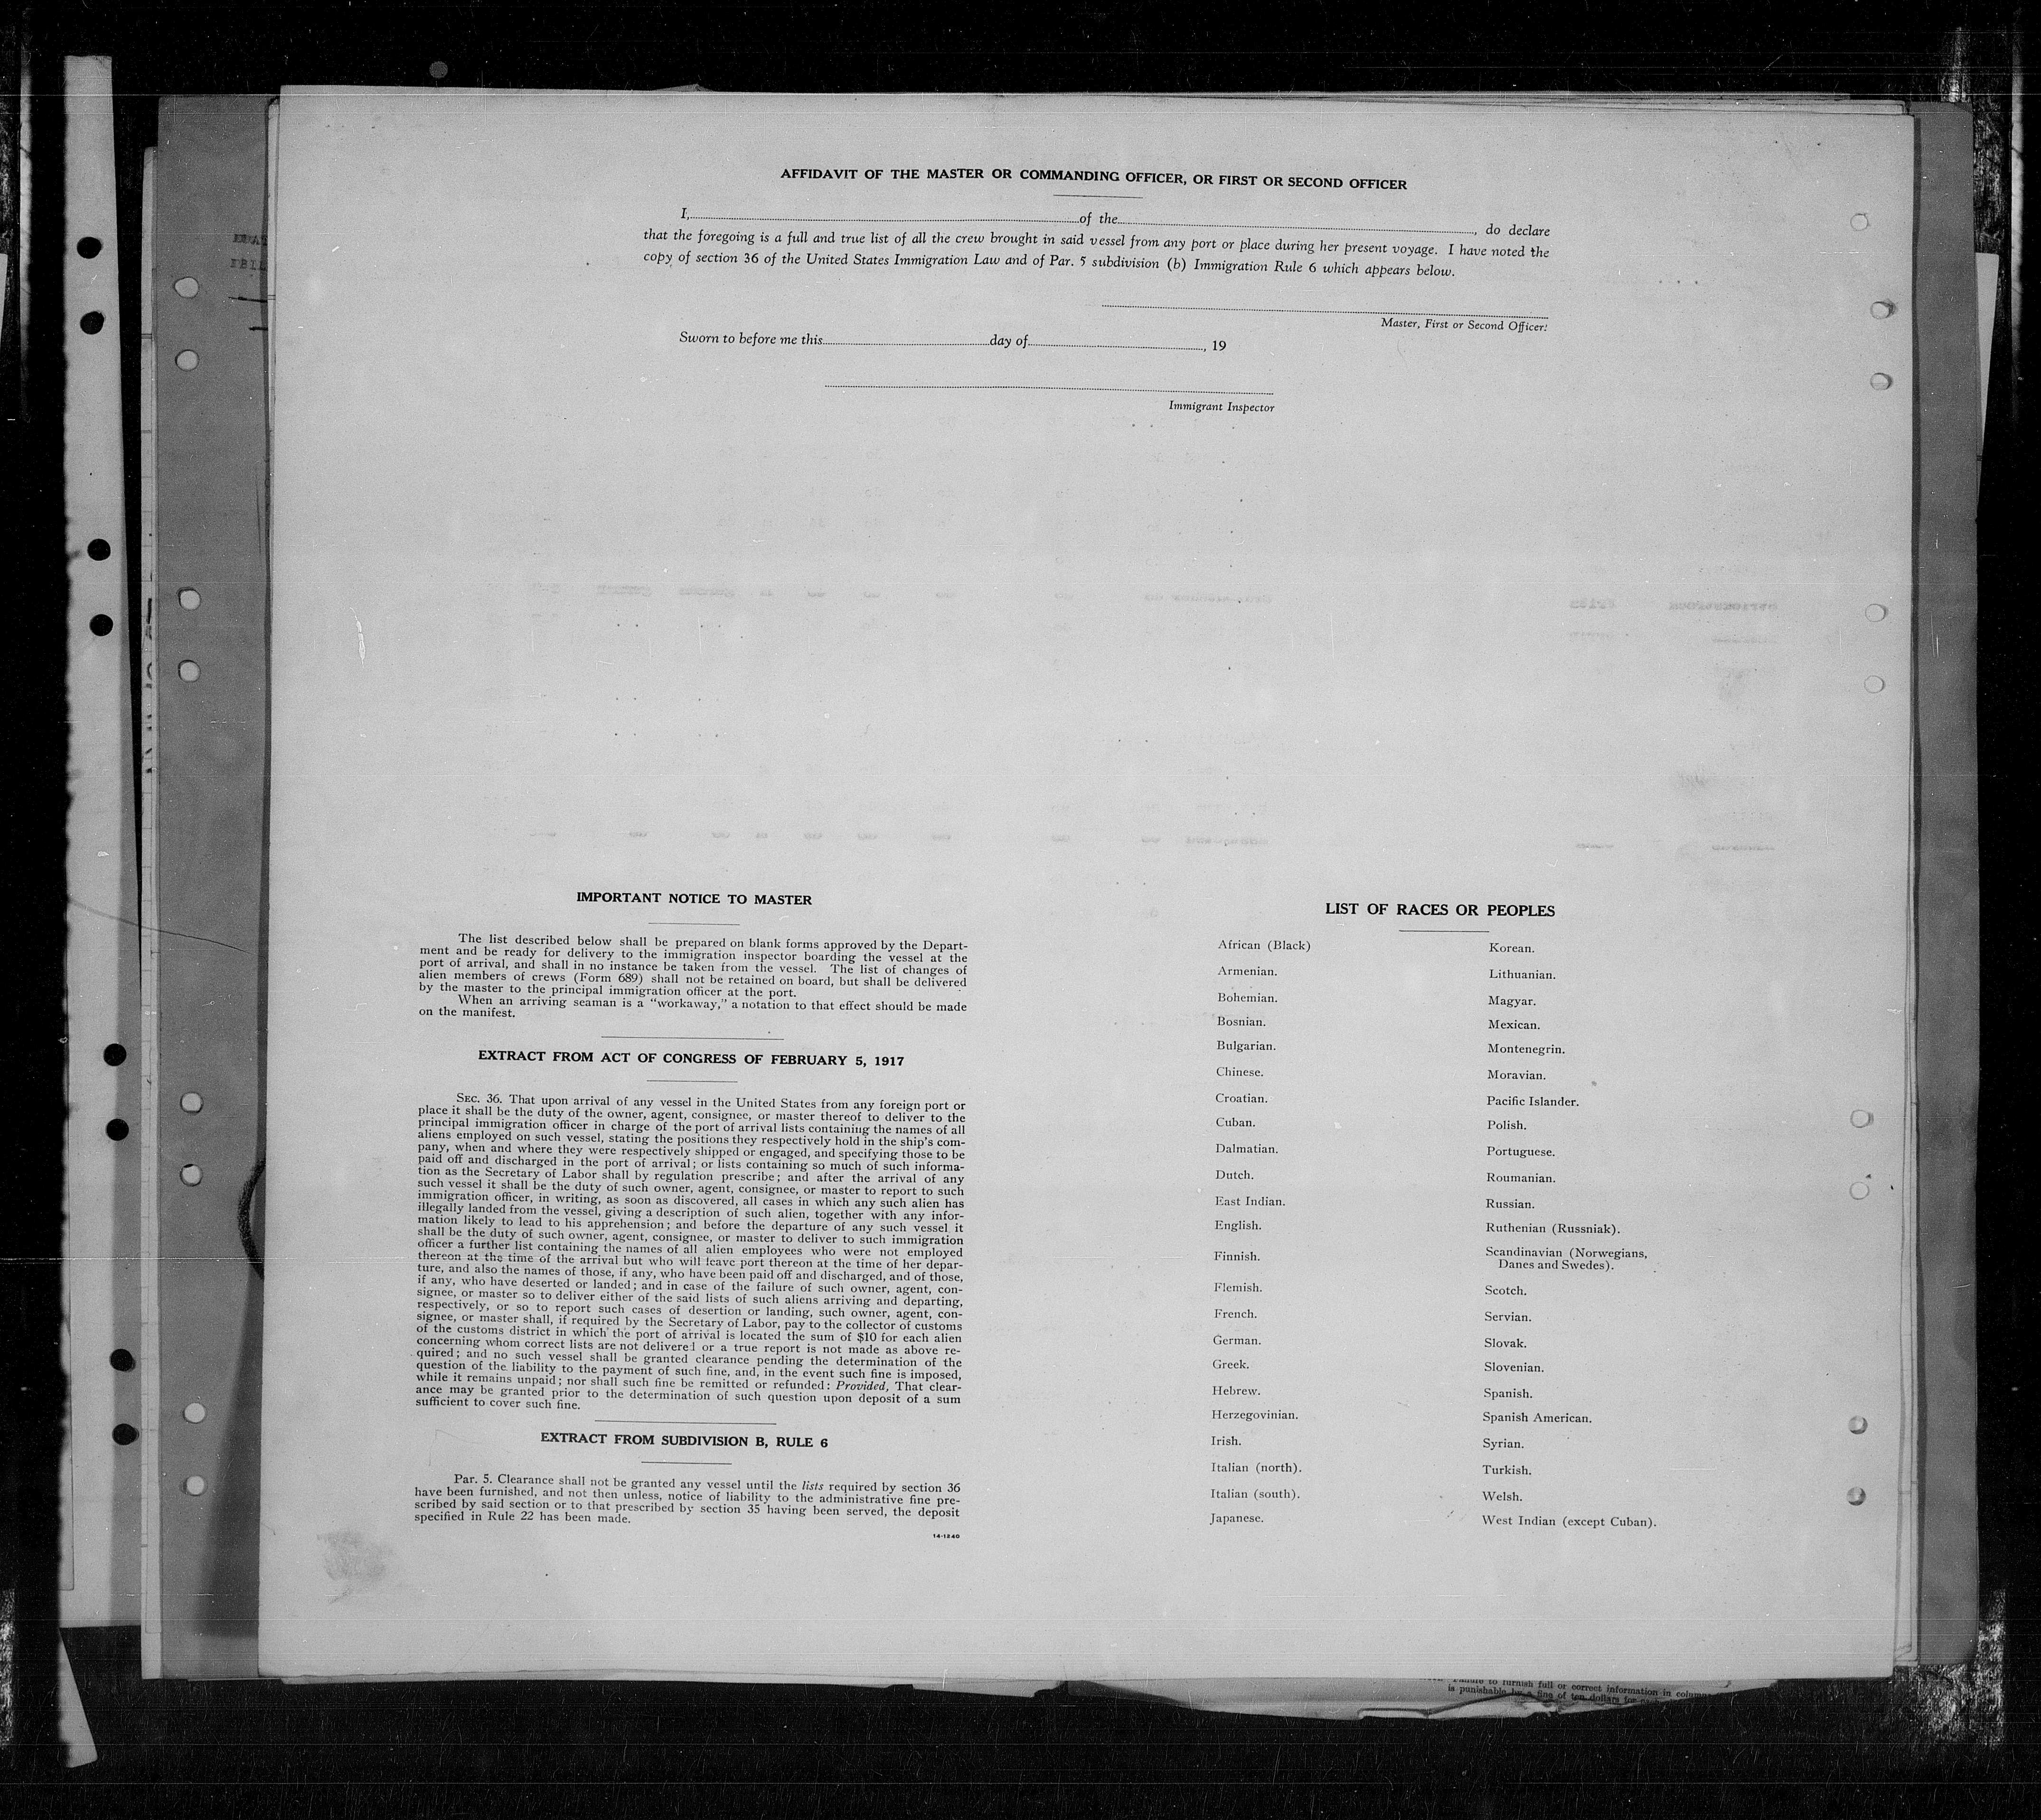 AFFIDAVIT OF THE MASTER OR COMMANDING OFFICER, OR FIRST OR SECOND OFFICER
I, of the , do declare
that the foregoing is a full and true list of all the crew brought in said vessel from any port or place during her present voyage. I have noted the
copy of section 36 of the United States Immigration Law and of Par. 5 subdivision (b) Immigration Rule 6 which appears below.
Master, First or Second Officer.
Sworn to before me this day of , 19
Immigrant Inspector
IMPORTANT NOTICE TO MASTER
The list described below shall be prepared on blank forms approved by the Depart-
ment and be ready for delivery to the immigration inspector boarding the vessel at the
port of arrival, and shall in no instance be taken from the vessel. The list of changes of
alien members of crews (Form 689) shall not be retained on board, but shall be delivered
by the master to the principal immigration officer at the port.
When an arriving seaman is a "workaway," a notation to that effect should be made
on the manifest.
EXTRACT FROM ACT OF CONGRESS OF FEBRUARY 5, 1917
SEC. 36. That upon arrival of any vessel in the United States from any foreign port or
place it shall be the duty of the owner, agent, consignee, or master thereof to deliver to the
principal immigration officer in charge of the port of arrival lists containing the names of all
aliens employed on such vessel, stating the positions they respectively hold in the ship's com-
pany, when and where they were respectively shipped or engaged, and specifying those to be
paid off and discharged in the port of arrival; or lists containing so much of such informa-
tion as the Secretary of Labor shall by regulation prescribe; and after the arrival of any
such vessel it shall be the duty of such owner, agent, consignee, or master to report to such
immigration officer, in writing, as soon as discovered, all cases in which any such alien has
illegally landed from the vessel, giving a description of such alien, together with any infor-
mation likely to lead to his apprehension; and before the departure of any such vessel it
shall be the duty of such owner, agent, consignee, or master to deliver to such immigration
officer a further list containing the names of all alien employees who were not employed
thereon at the time of the arrival but who will leave port thereon at the time of her depar-
ture, and also the names of those, if any, who have been paid off and discharged, and of those,
if any, who have deserted or landed; and in case of the failure of such owner, agent, con-
signee, or master so to deliver either of the said lists of such aliens arriving and departing,
respectively, or so to report such cases of desertion or landing, such owner, agent, con-
signee, or master shall, if required by the Secretary of Labor, pay to the collector of customs
of the customs district in which the port of arrival is located the sum of $10 for each alien
concerning whom correct lists are not delivered or a true report is not made as above re-
quired; and no such vessel shall be granted clearance pending the determination of the
question of the liability to the payment of such fine, and, in the event such fine is imposed,
while it remains unpaid; nor shall such fine be remitted or refunded: Provided, That clear-
ance may be granted prior to the determination of such question upon deposit of a sum
sufficient to cover such fine.
EXTRACT FROM SUBDIVISION B, RULE 6
Par. 5. Clearance shall not be granted any vessel until the lists required by section 36
have been furnished, and not then unless, notice of liability to the administrative fine pre-
scribed by said section or to that prescribed by section 35 having been served, the deposit
specified in Rule 22 has been made.
14-1240
LIST OF RACES OR PEOPLES
African (Black)
Armenian.
Bohemian.
Bosnian.
Bulgarian.
Chinese.
Croatian.
Cuban.
Dalmatian.
Dutch.
East Indian.
English.
Finnish.
Flemish.
French.
German.
Greek.
Hebrew.
Herzegovinian.
Irish.
Italian (north).
Italian (south).
Japanese.
Korean.
Lithuanian.
Magyar.
Mexican.
Montenegrin.
Moravian.
Pacific Islander.
Polish.
Portuguese.
Roumanian.
Russian.
Ruthenian (Russniak).
Scandinavian (Norwegians,
Danes and Swedes).
Scotch.
Servian.
Slovak.
Slovenian.
Spanish.
Spanish American.
Syrian.
Turkish.
Welsh.
West Indian (except Cuban).
to furnish full or correct information in
is punishable by a fine of ten dollars for